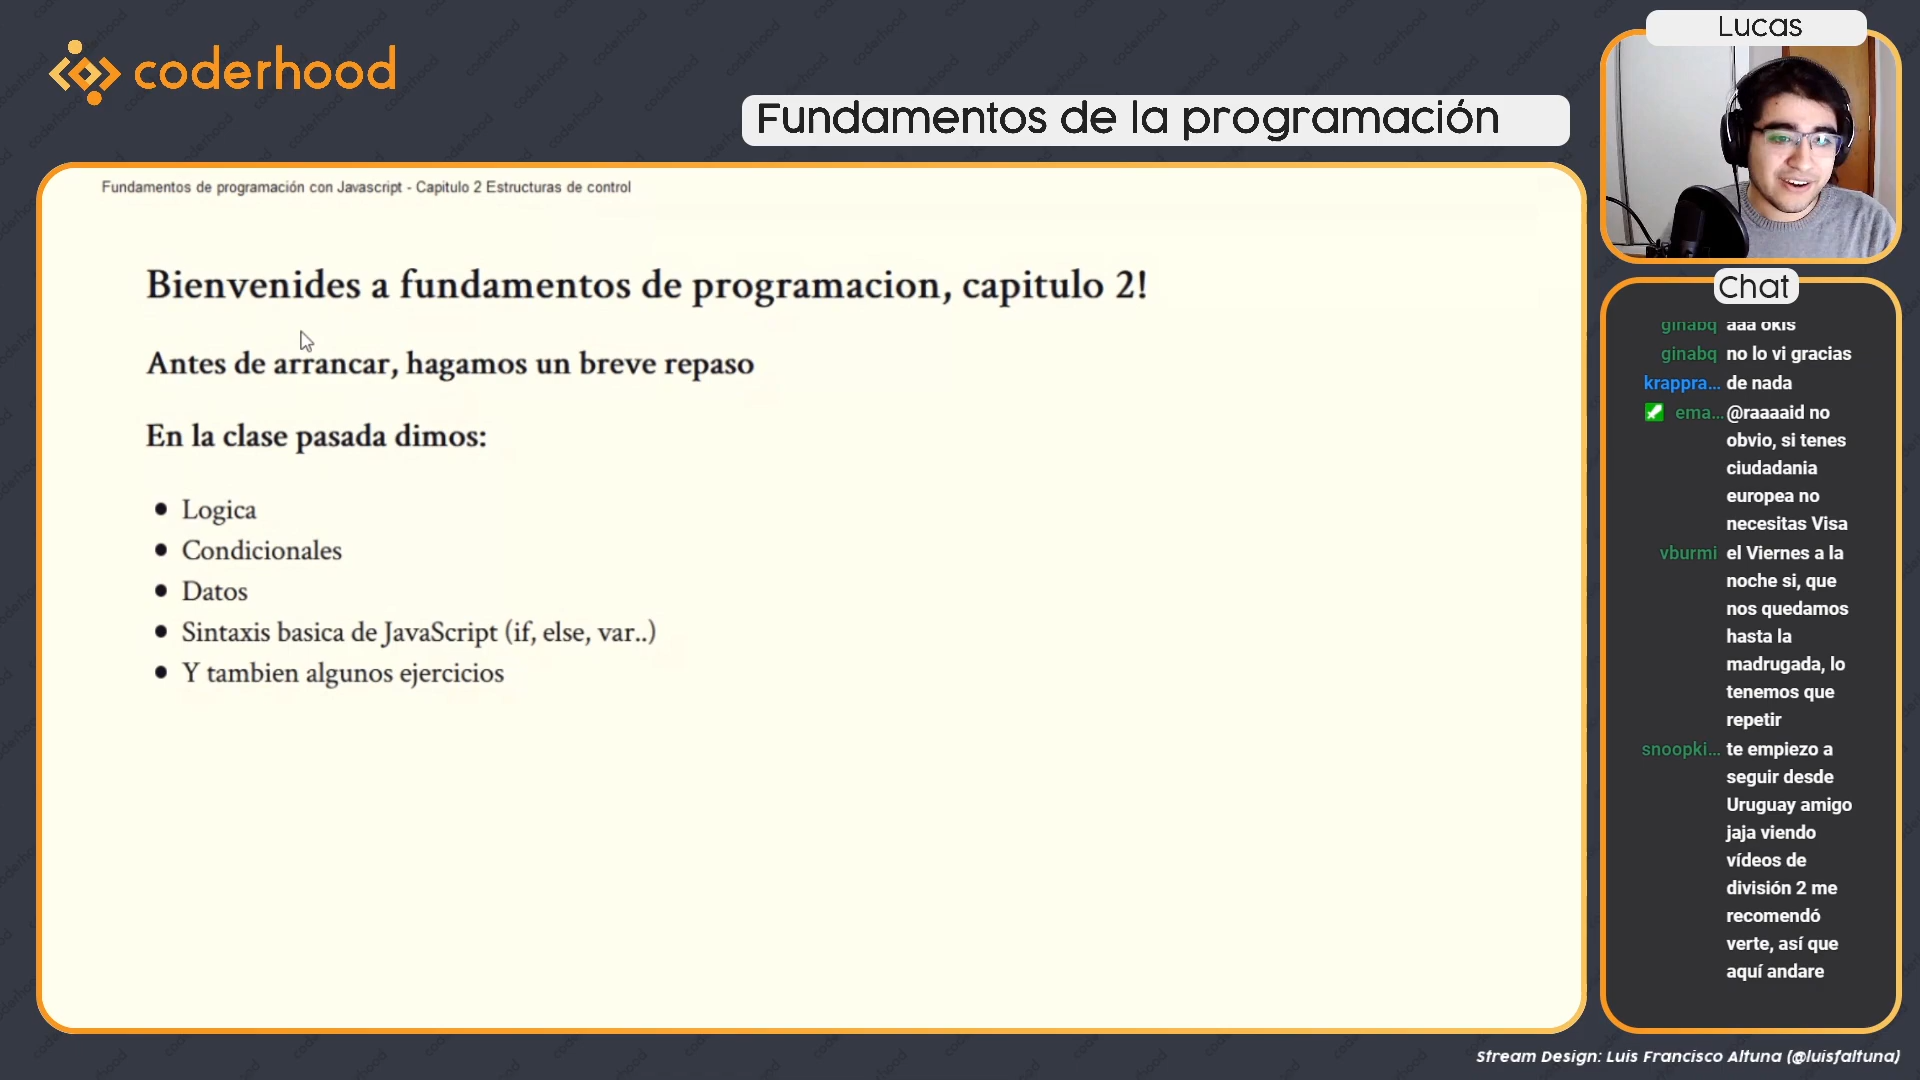 coderhood
Fundamentos de la programación
Lucas
Fundamentos de programación con Javascript - Capitulo 2 Estructuras de control
Bienvenides a fundamentos de programacion, capitulo 2!
Antes de arrancar, hagamos un breve repaso
En la clase pasada dimos:
Logica
Condicionales
Datos
Sintaxis basica de JavaScript (if, else, var..)
Y tambien algunos ejercicios
Chat
ginabq aaa okis
ginabq no lo vi gracias
krappra... de nada
ema... @raaaaid no
obvio, si tenes
ciudadania
europea no
necesitas Visa
vburmi el Viernes a la
noche si, que
nos quedamos
hasta la
madrugada, lo
tenemos que
repetir
snoopki... te empiezo a
seguir desde
Uruguay amigo
jaja viendo
vídeos de
división 2 me
recomendó
verte, así que
aquí andare
Stream Design: Luis Francisco Altuna (@luisfaltuna)